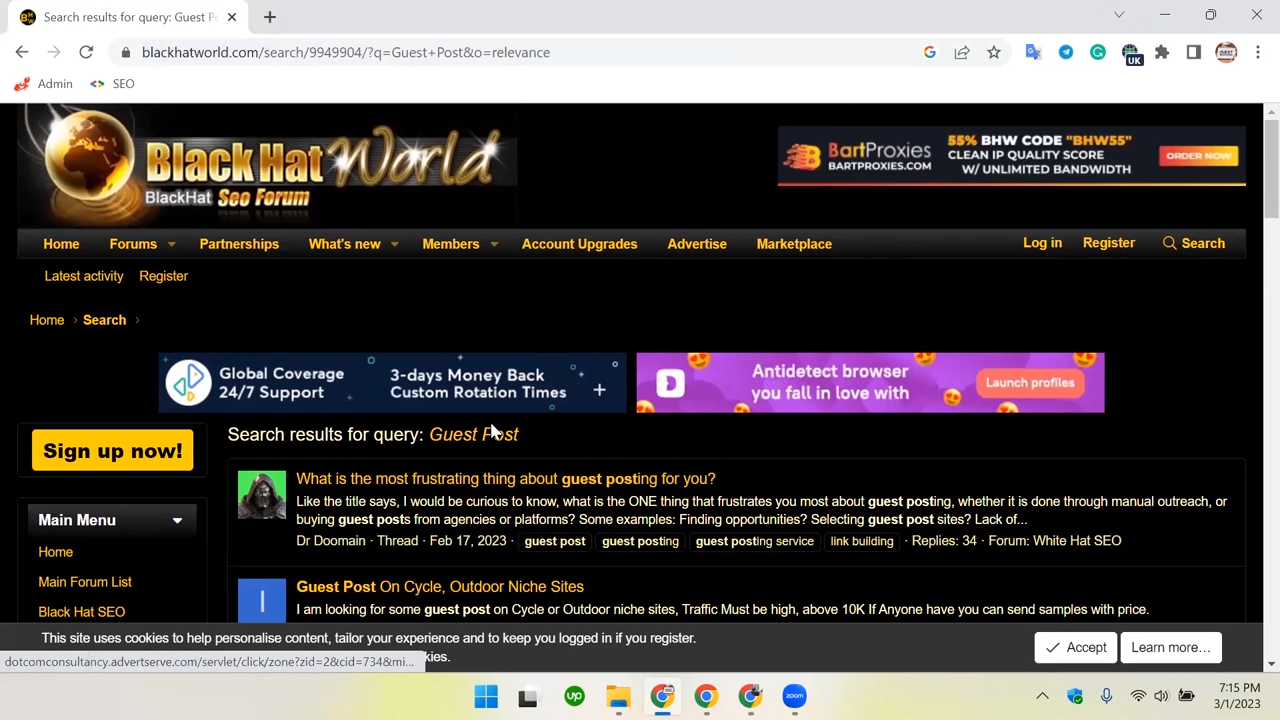 Search results for query: Guest Po
blackhatworld.com/search/9949904/?q=Guest+Post&o=relevance
UK
Admin
SEO
BlackHat World
BlackHat Seo Forum
BartProxies
BARTPROXIES.COM
55% BHW CODE "BHW55"
CLEAN IP QUALITY SCORE
W/ UNLIMITED BANDWIDTH
ORDER NOW
Home Forums Partnerships What's new Members Account Upgrades Advertise Marketplace Log in Register Search
Latest activity Register
Home > Search >
Global Coverage
24/7 Support
3-days Money Back
Custom Rotation Times
Antidetect browser
you fall in love with
Launch profiles
Sign up now!
Search results for query: Guest Post
What is the most frustrating thing about guest posting for you?
Like the title says, I would be curious to know, what is the ONE thing that frustrates you most about guest posting, whether it is done through manual outreach, or
buying guest posts from agencies or platforms? Some examples: Finding opportunities? Selecting guest post sites? Lack of...
Dr Doomain · Thread · Feb 17, 2023 · guest post guest posting guest posting service link building · Replies: 34 · Forum: White Hat SEO
Main Menu
Home
Main Forum List
Black Hat SEO
I
Guest Post On Cycle, Outdoor Niche Sites
I am looking for some guest post on Cycle or Outdoor niche sites, Traffic Must be high, above 10K If Anyone have you can send samples with price.
This site uses cookies to help personalise content, tailor your experience and to keep you logged in if you register.
kies.
Accept
Learn more…
dotcomconsultancy.advertserve.com/servlet/click/zone?zid=2&cid=734&mi...
up
zoom
7:15 PM
3/1/2023